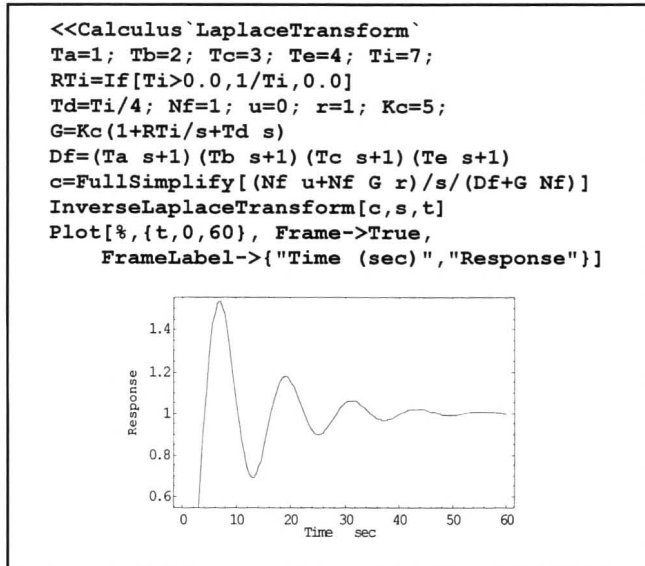 <<Calculus`LaplaceTransform`
Ta=1; Tb=2; Tc=3; Te=4; Ti=7;
RTi=If[Ti>0.0,1/Ti,0.0]
Td=Ti/4; Nf=1; u=0; r=1; Kc=5;
G=Kc(1+RTi/s+Td s)
Df=(Ta s+1)(Tb s+1)(Tc s+1)(Te s+1)
c=FullSimplify[(Nf u+Nf G r)/s/(Df+G Nf)]
InverseLaplaceTransform[c,s,t]
Plot[%,{t,0,60}, Frame->True,
FrameLabel->{"Time (sec)","Response"}]
1.4
1.2
1
0.8
0.6
Response
0 10 20 30 40 50 60
Time sec